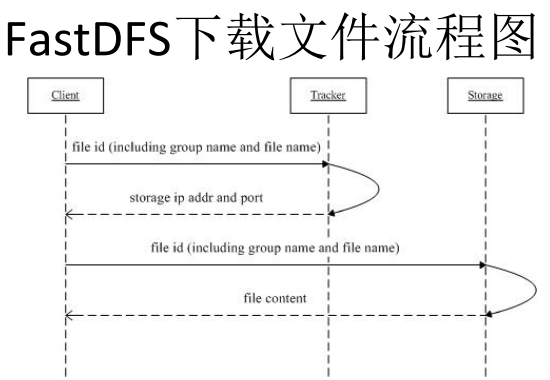 FastDFS下载文件流程图
Client
Tracker
Storage
file id (including group name and file name)
storage ip addr and port
file id (including group name and file name)
file content